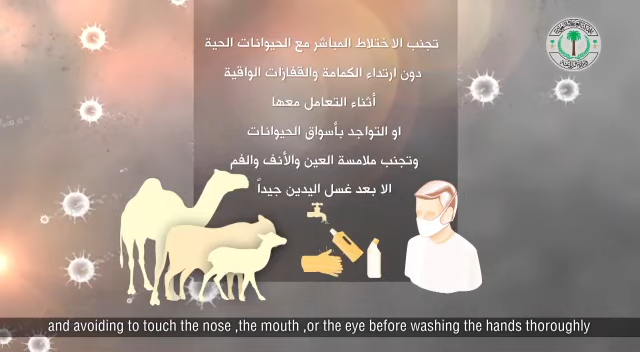 تجنب الاختلاط المباشر مع الحيوانات الحية
دون ارتداء الكمامة والقفازات الواقية
أثناء التعامل معها
او التواجد بأسواق الحيوانات
وتجنب ملامسة العين والأنف والفم
الا بعد غسل اليدين جيداً
and avoiding to touch the nose ,the mouth ,or the eye before washing the hands thoroughly